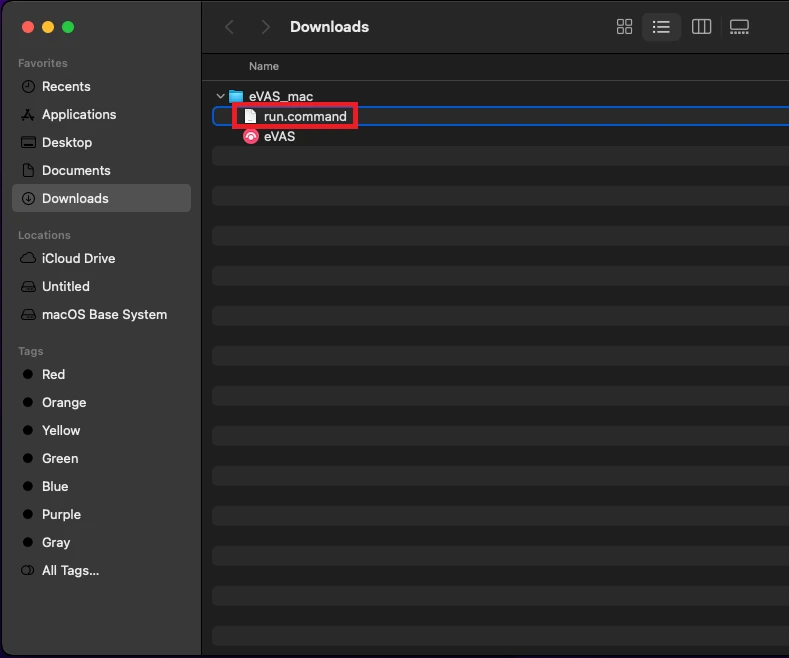 Downloads
Favorites
Recents
Applications
Desktop
Documents
Downloads
Locations
iCloud Drive
Untitled
macOS Base System
Tags
Red
Orange
Yellow
Green
Blue
Purple
Gray
All Tags...
Name
eVAS_mac
run.command
eVAS